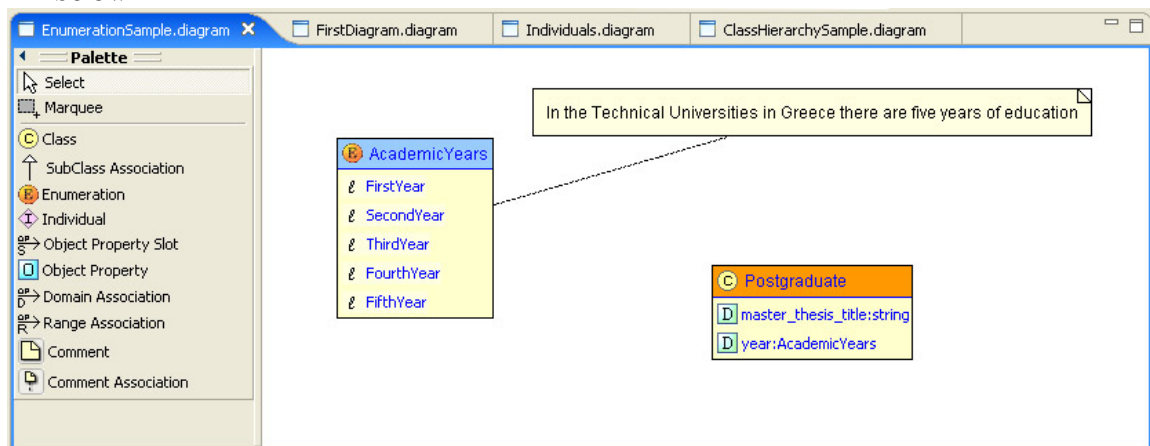 EnumerationSample.diagram
FirstDiagram.diagram
Individuals.diagram
ClassHierarchySample.diagram
Palette
Select
Marquee
Class
SubClass Association
Enumeration
Individual
Object Property Slot
Object Property
Domain Association
Range Association
Comment
Comment Association
In the Technical Universities in Greece there are five years of education
E AcademicYears
ℓ FirstYear
ℓ SecondYear
ℓ ThirdYear
ℓ FourthYear
ℓ FifthYear
C Postgraduate
D master_thesis_title:string
D year:AcademicYears